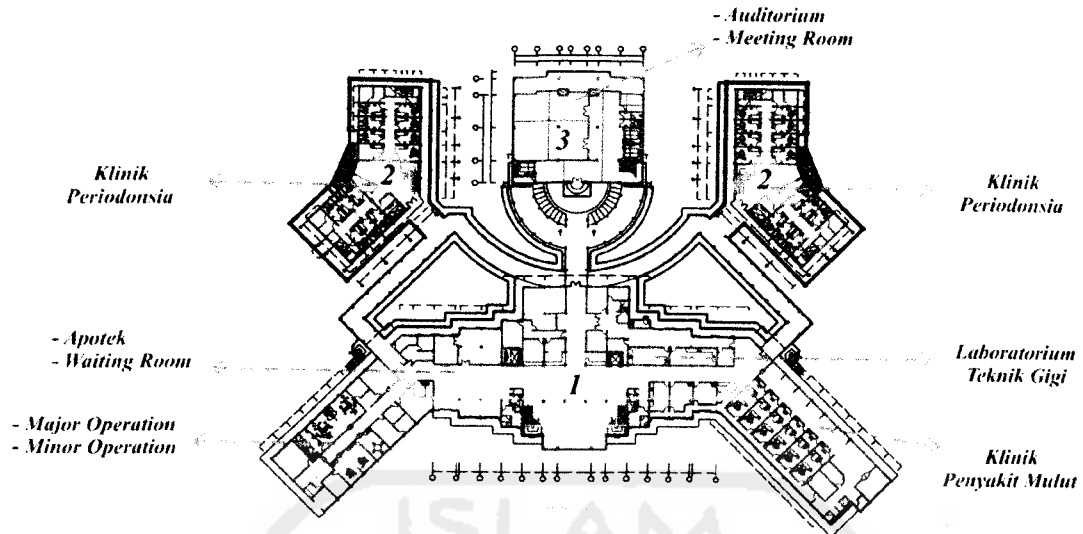 - Auditorium
- Meeting Room
3
2
2
Klinik
Periodonsia
Klinik
Periodonsia
- Apotek
- Waiting Room
Laboratorium
Teknik Gigi
1
- Major Operation
- Minor Operation
Klinik
Penyakit Mulut
ISLAM